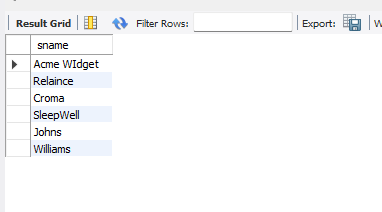 Result Grid Filter Rows: Export: W
sname
Acme WIdget
Relaince
Croma
SleepWell
Johns
Williams